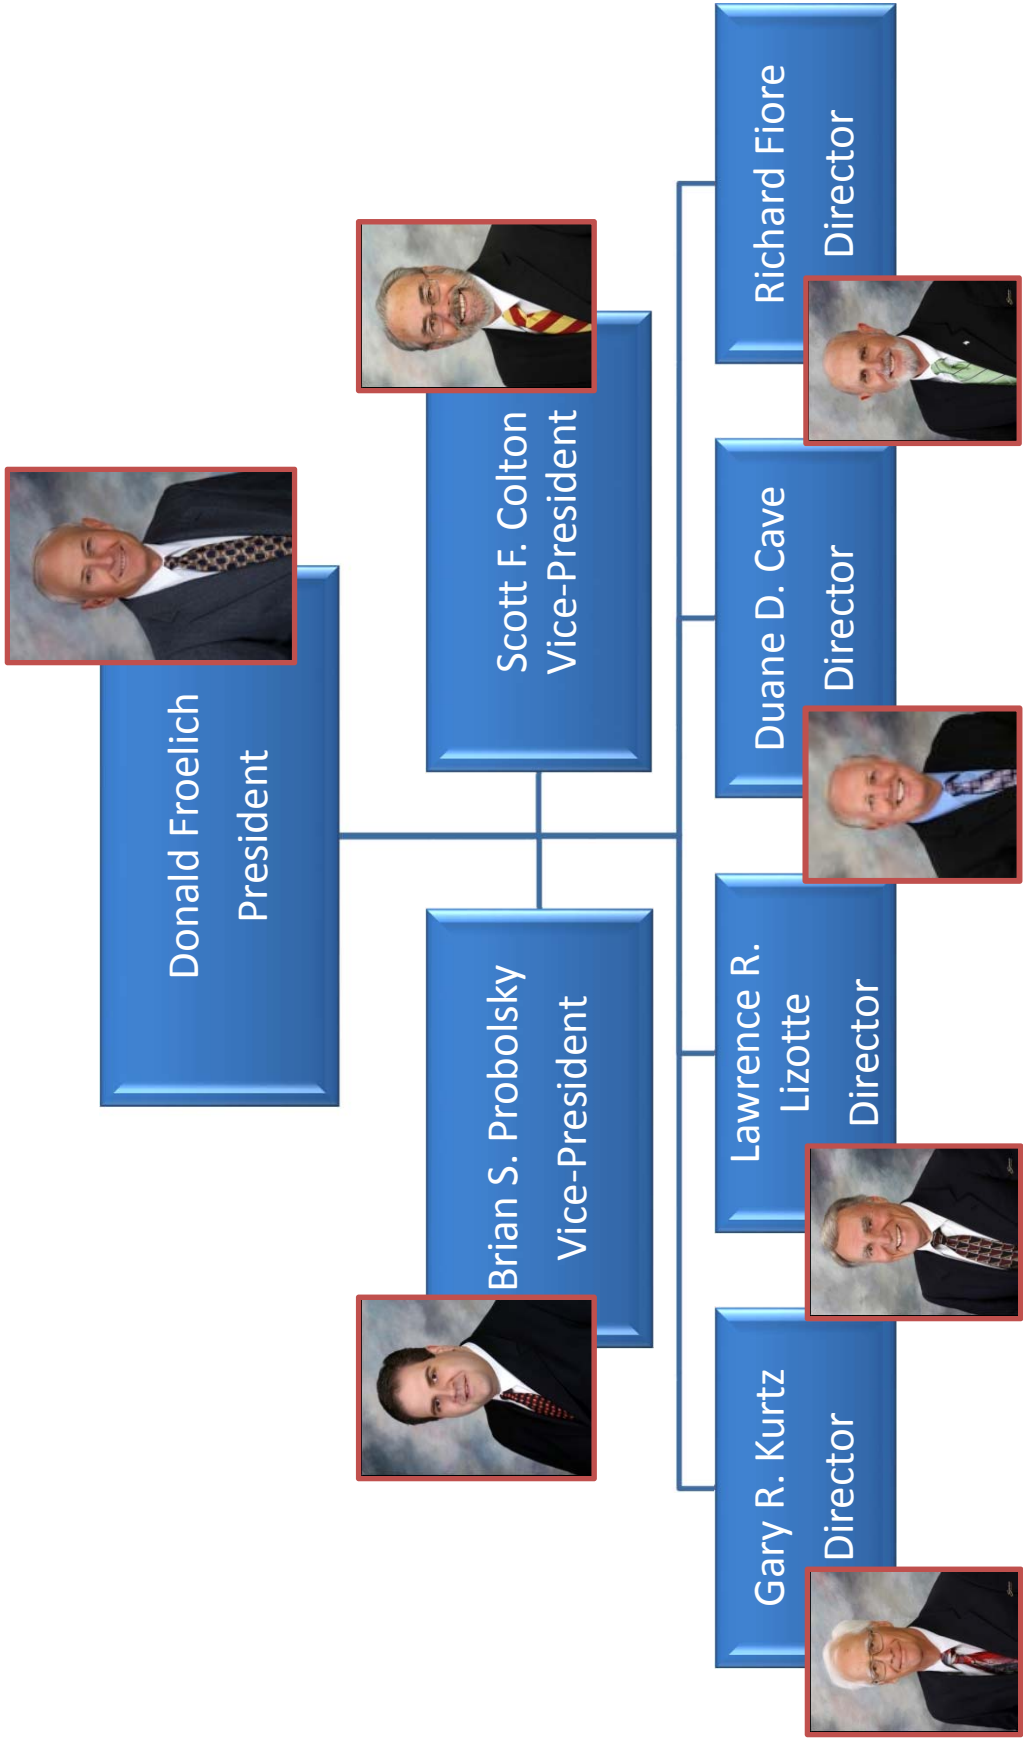 Donald Froelich
President
Brian S. Probolsky
Vice-President
Scott F. Colton
Vice-President
Gary R. Kurtz
Director
Lawrence R.
Lizotte
Director
Duane D. Cave
Director
Richard Fiore
Director